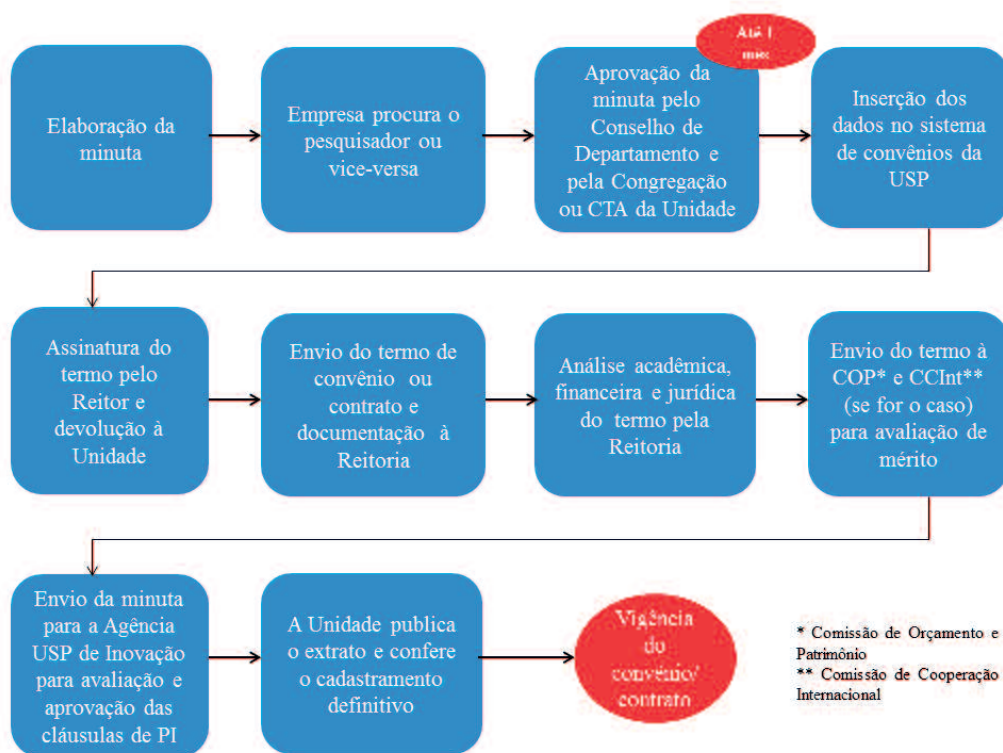 Até 1
mês
Elaboração da
minuta
Empresa procura o
pesquisador ou
vice-versa
Aprovação da
minuta pelo
Conselho de
Departamento e
pela Congregação
ou CTA da Unidade
Inserção dos
dados no sistema
de convênios da
USP
Assinatura do
termo pelo
Reitor e
devolução à
Unidade
Envio do termo de
convênio ou
contrato e
documentação à
Reitoria
Análise acadêmica,
financeira e jurídica
do termo pela
Reitoria
Envio do termo à
COP* e CCInt**
(se for o caso)
para avaliação de
mérito
Envio da minuta
para a Agência
USP de Inovação
para avaliação e
aprovação das
cláusulas de PI
A Unidade publica
o extrato e confere
o cadastramento
definitivo
Vigência
do
convênio/
contrato
* Comissão de Orçamento e
Patrimônio
** Comissão de Cooperação
Internacional